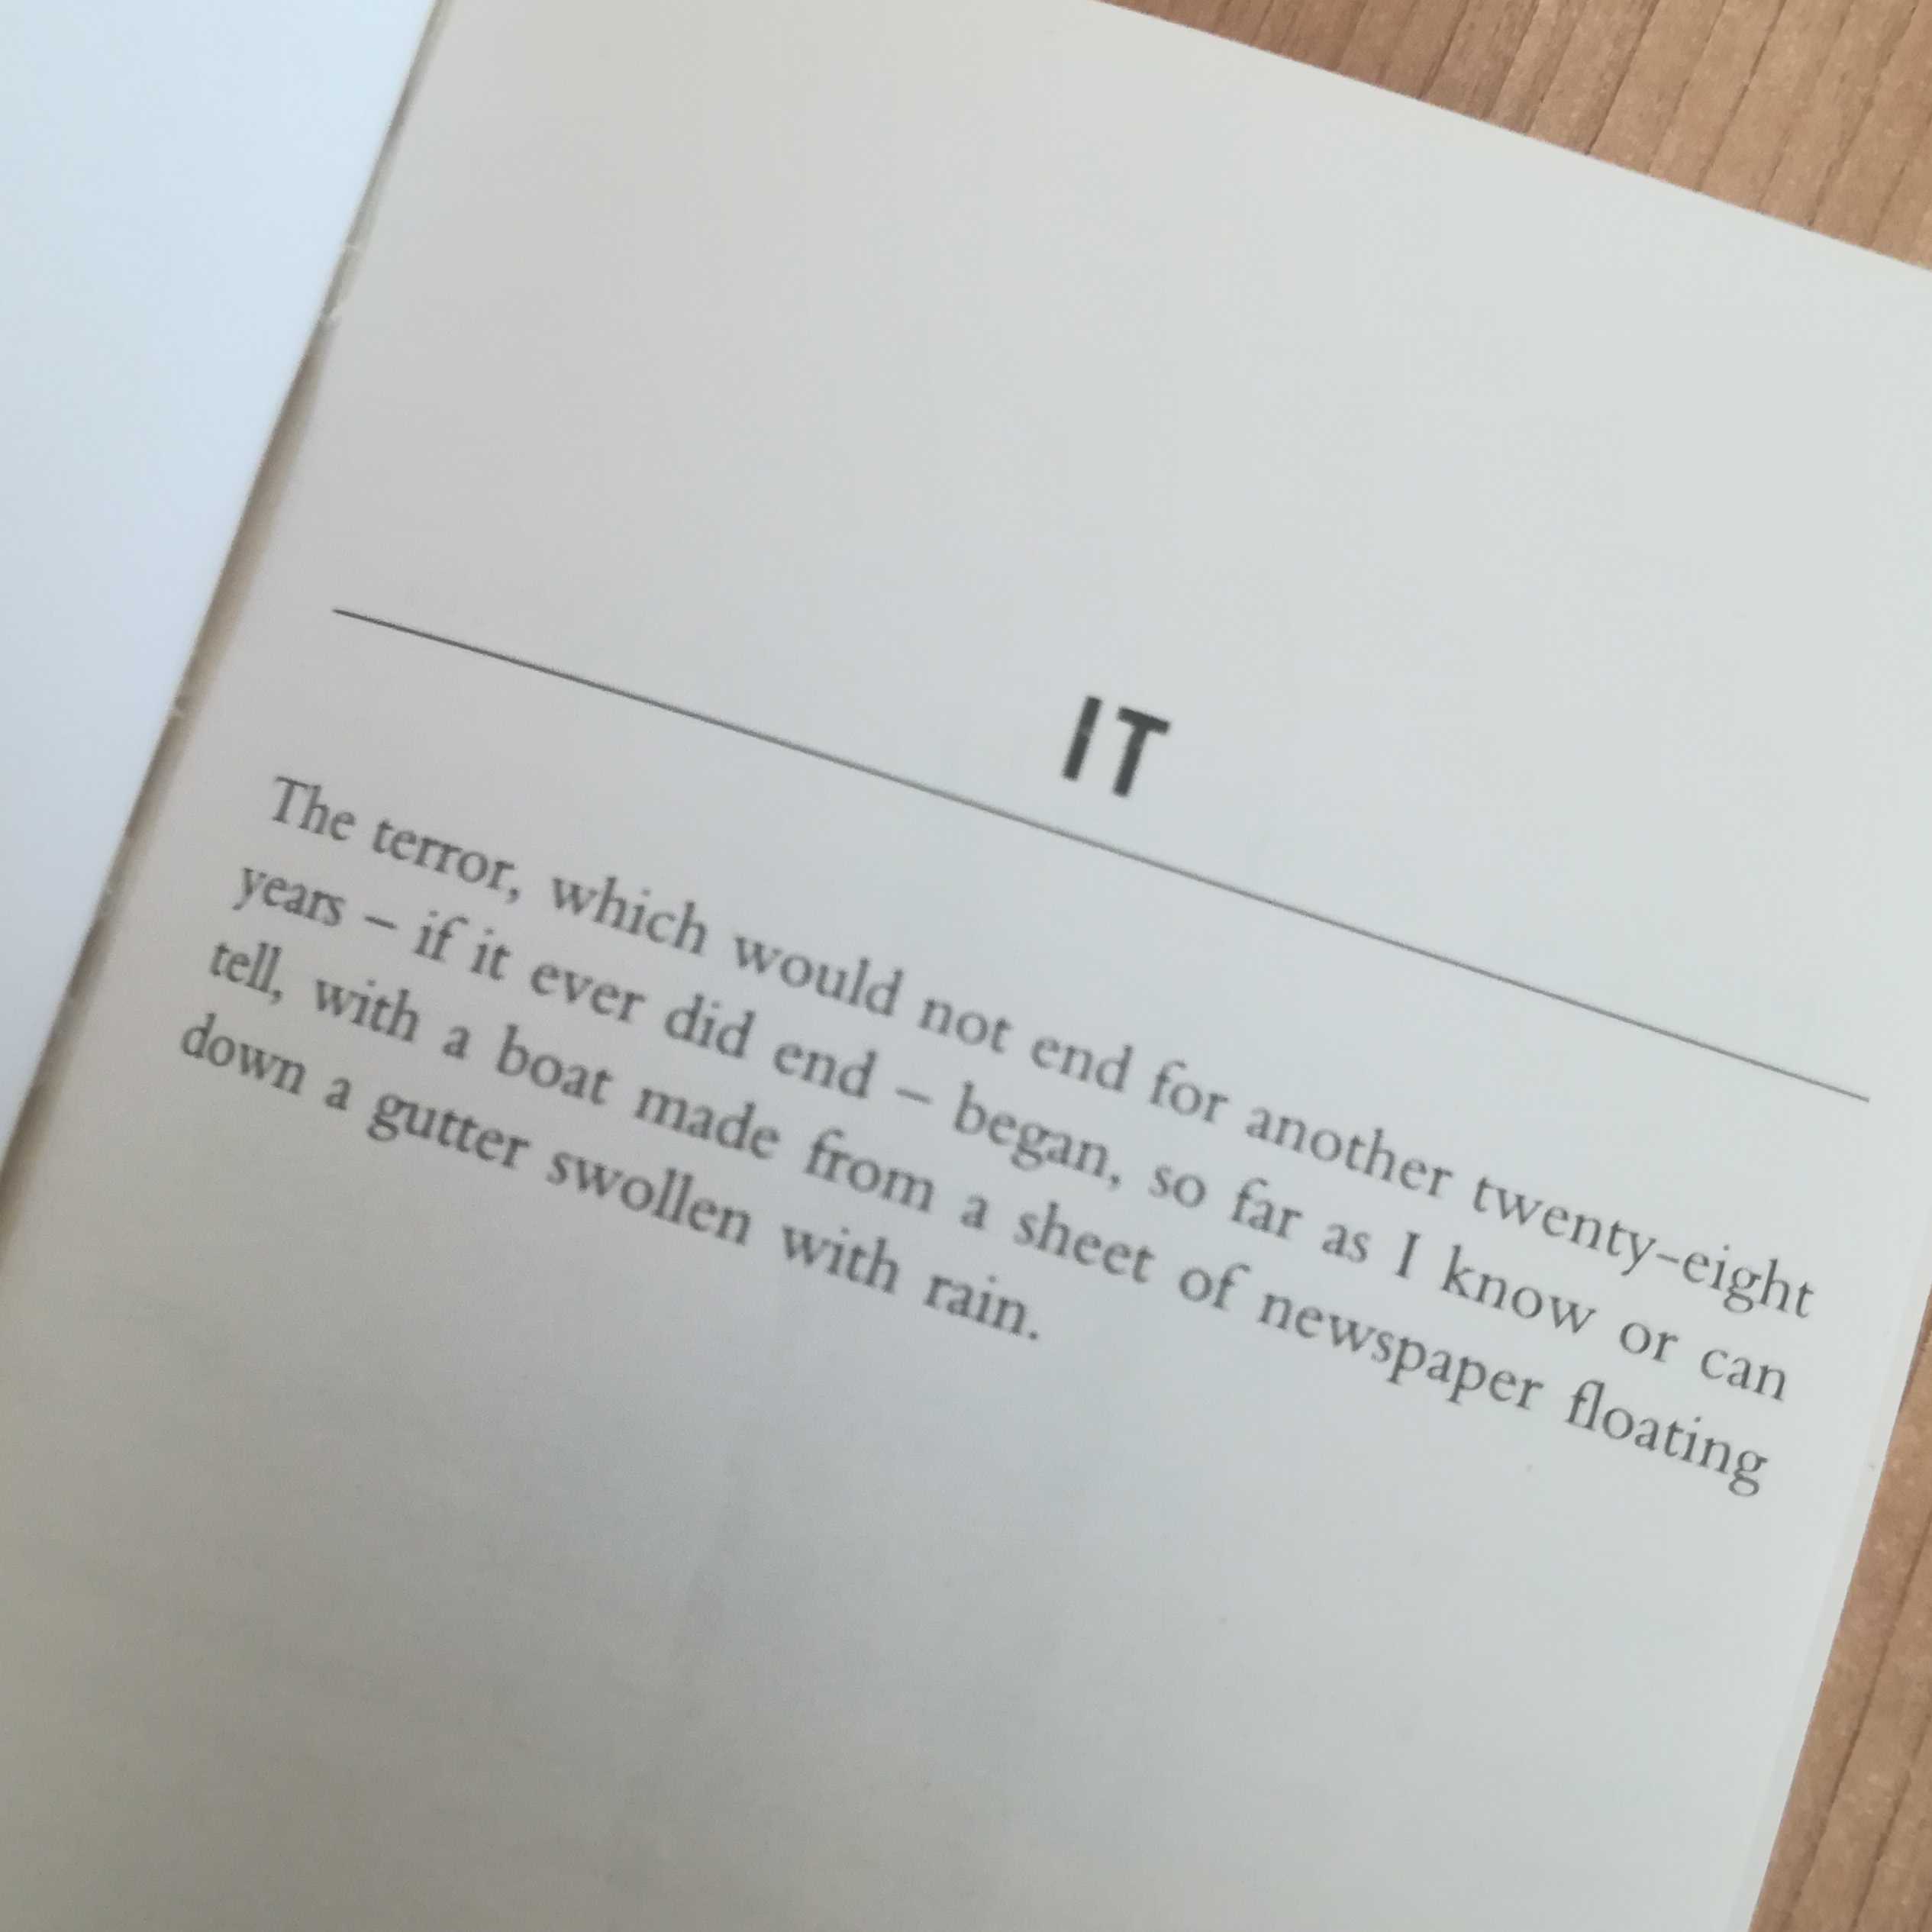 IT
The terror, which would not end for another twenty-eight
years – if it ever did end – began, so far as I know or can
tell, with a boat made from a sheet of newspaper floating
down a gutter swollen with rain.